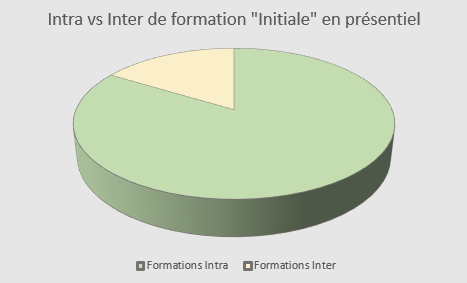 Intra vs Inter de formation "Initiale" en présentiel
Formations Intra Formations Inter